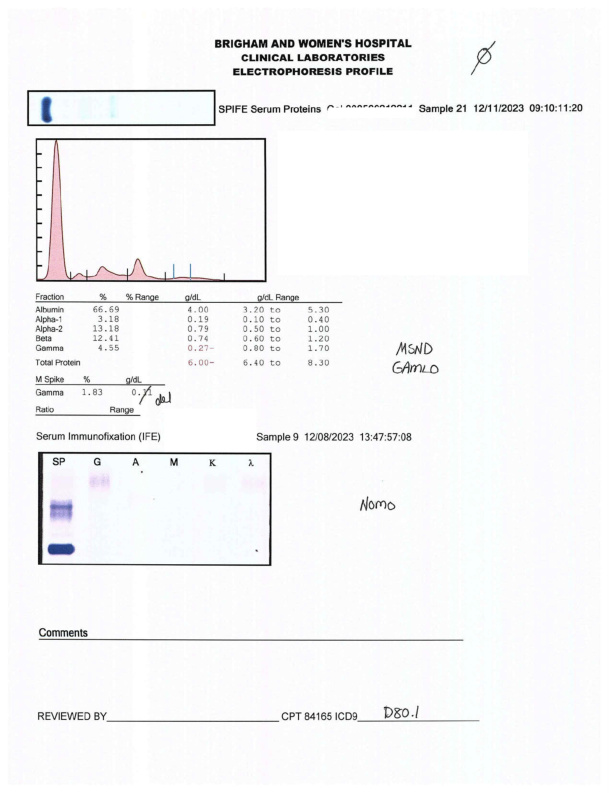 BRIGHAM AND WOMEN'S HOSPITAL
CLINICAL LABORATORIES
ELECTROPHORESIS PROFILE
Ø
SPIFE Serum Proteins Sample 21 12/11/2023 09:10:11:20
Fraction % % Range g/dL g/dL Range
Albumin 66.69 4.00 3.20 to 5.30
Alpha-1 3.18 0.19 0.10 to 0.40
Alpha-2 13.18 0.79 0.50 to 1.00
Beta 12.41 0.74 0.60 to 1.20
Gamma 4.55 0.27- 0.80 to 1.70
Total Protein 6.00- 6.40 to 8.30
MSND
GAMLO
M Spike % g/dL
Gamma 1.83 0.11 del
Ratio Range
Serum Immunofixation (IFE) Sample 9 12/08/2023 13:47:57:08
SP G A M K λ
Nomo
Comments
REVIEWED BY CPT 84165 ICD9 D80.1